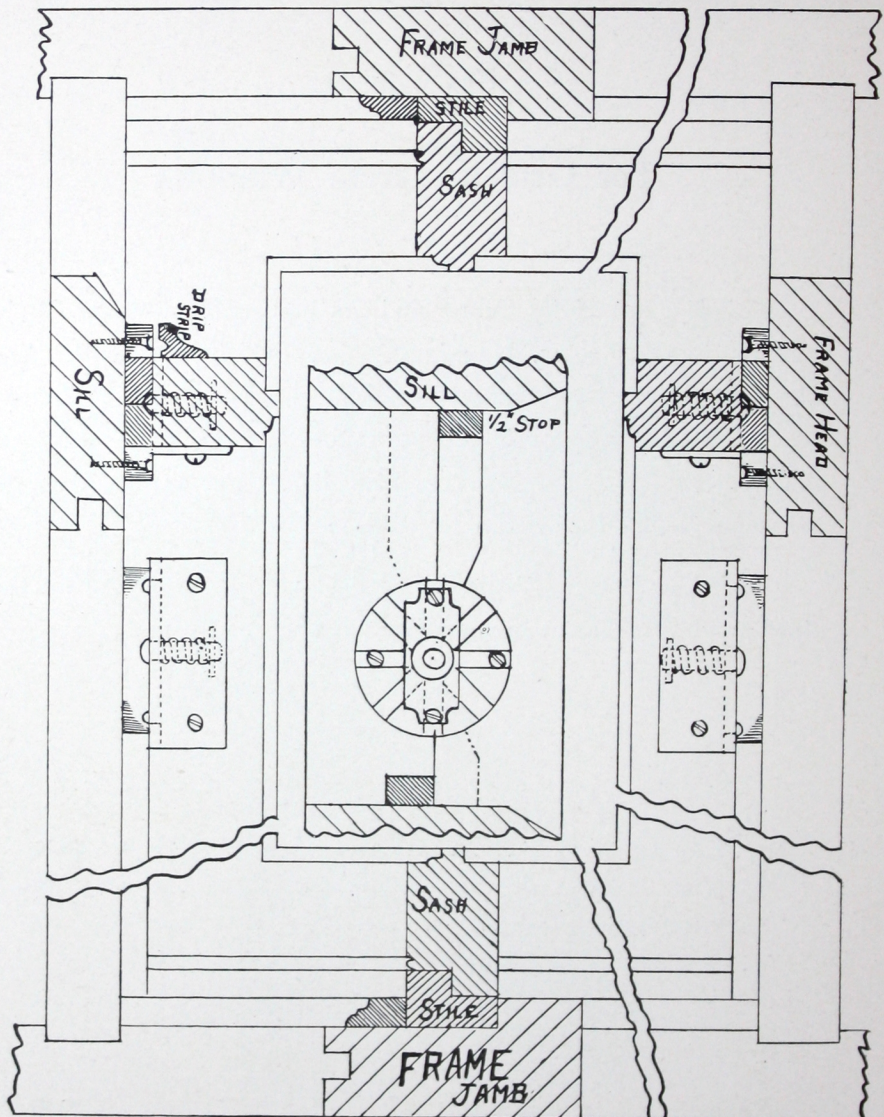 FRAME JAMB
STILE
SASH
DRIP
STRIP
SILL
SILL
1/2" STOP
FRAME HEAD
SASH
STILE
FRAME
JAMB